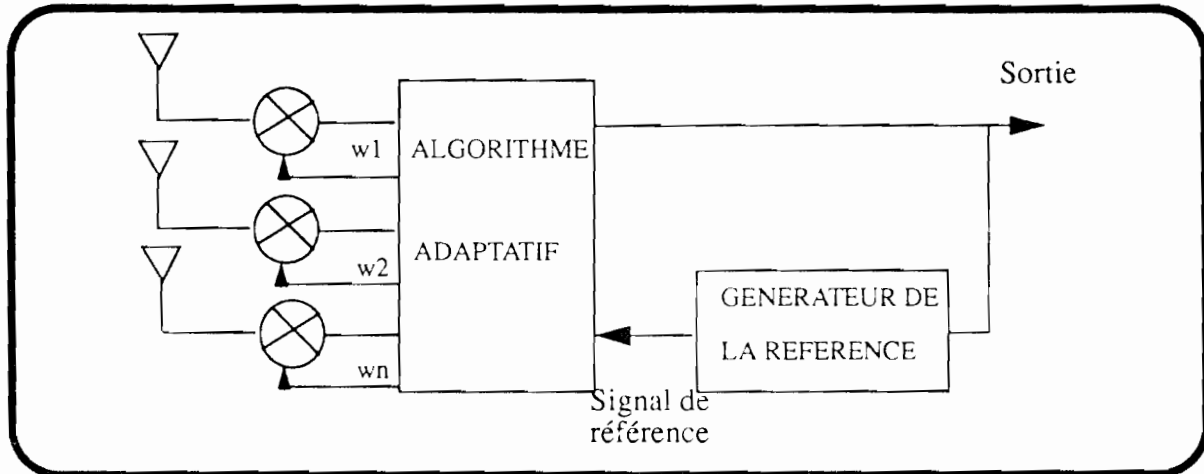 Sortie
w1
ALGORITHME
w2
ADAPTATIF
wn
GENERATEUR DE
LA REFERENCE
Signal de
référence